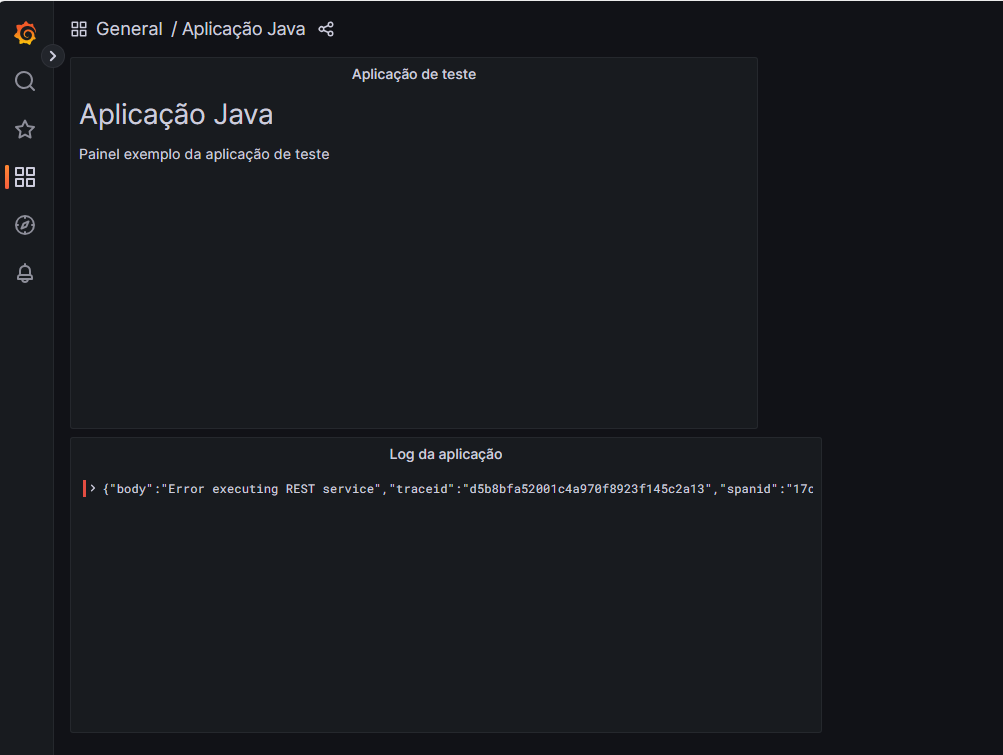 General / Aplicação Java
Aplicação de teste
Aplicação Java
Painel exemplo da aplicação de teste
Log da aplicação
{"body":"Error executing REST service","traceid":"d5b8bfa52001c4a970f8923f145c2a13","spanid":"17c